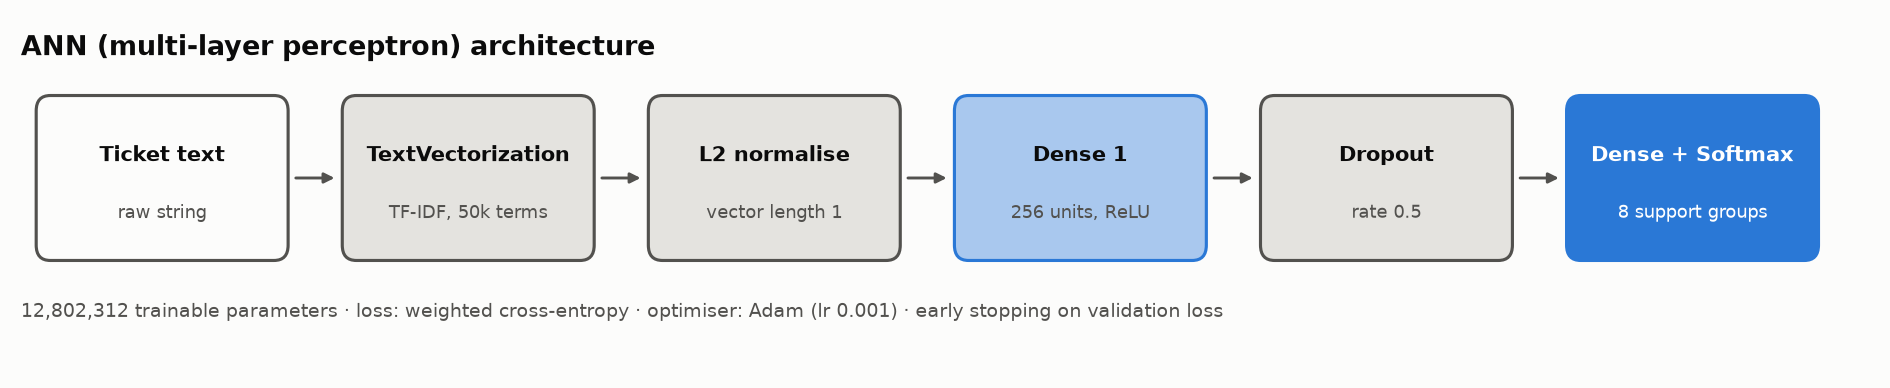 ANN (multi-layer perceptron) architecture
Ticket text
raw string
TextVectorization
TF-IDF, 50k terms
L2 normalise
vector length 1
Dense 1
256 units, ReLU
Dropout
rate 0.5
Dense + Softmax
8 support groups
12,802,312 trainable parameters · loss: weighted cross-entropy · optimiser: Adam (lr 0.001) · early stopping on validation loss